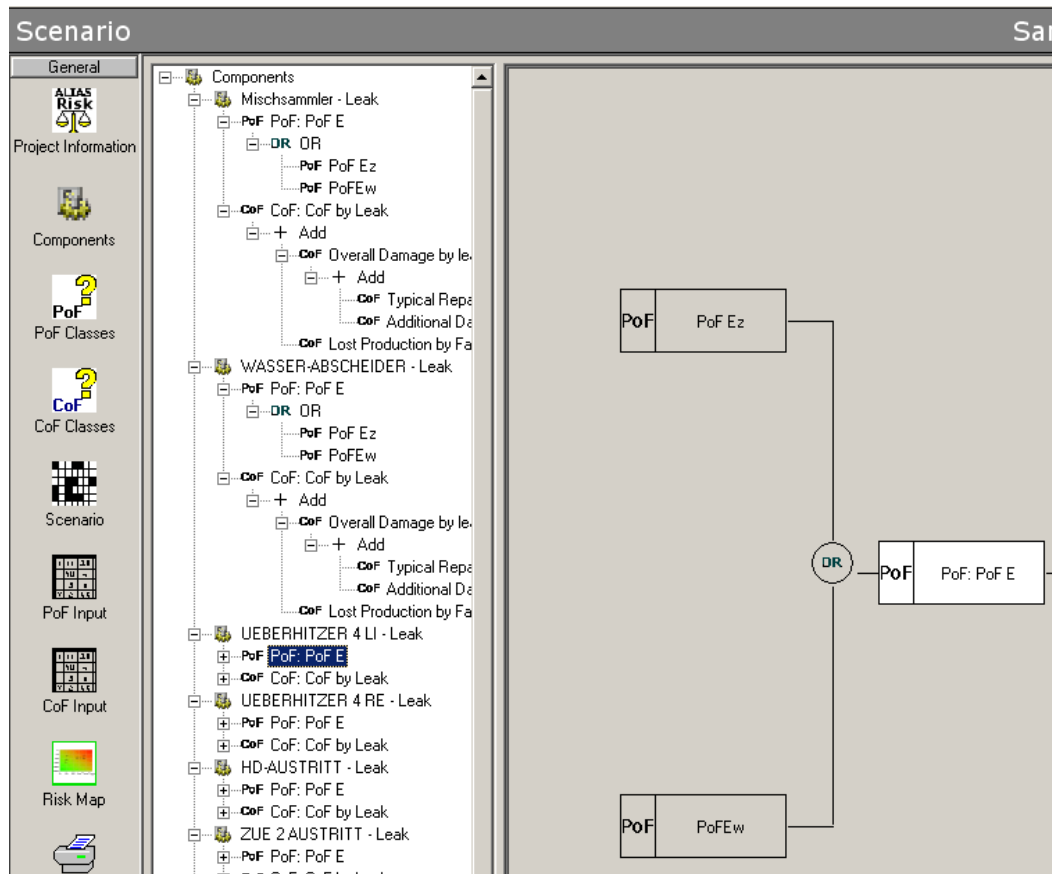 Scenario
Sar
General
ALIAS
Risk
Project Information
Components
PoF
PoF Classes
CoF
CoF Classes
Scenario
PoF Input
CoF Input
Risk Map
Components
Mischsammler - Leak
PoF PoF: PoF E
OR OR
PoF PoF Ez
PoF PoFEw
CoF CoF: CoF by Leak
+ Add
CoF Overall Damage by le
+ Add
CoF Typical Repa
CoF Additional Da
CoF Lost Production by Fa
WASSER-ABSCHEIDER - Leak
PoF PoF: PoF E
OR OR
PoF PoF Ez
PoF PoFEw
CoF CoF: CoF by Leak
+ Add
CoF Overall Damage by le
+ Add
CoF Typical Repa
CoF Additional Da
CoF Lost Production by Fa
UEBERHITZER 4 LI - Leak
PoF PoF: PoF E
CoF CoF: CoF by Leak
UEBERHITZER 4 RE - Leak
PoF PoF: PoF E
CoF CoF: CoF by Leak
HD-AUSTRITT - Leak
PoF PoF: PoF E
CoF CoF: CoF by Leak
ZUE 2 AUSTRITT - Leak
PoF PoF: PoF E
PoF PoF Ez
OR
PoF PoF: PoF E
PoF PoFEw